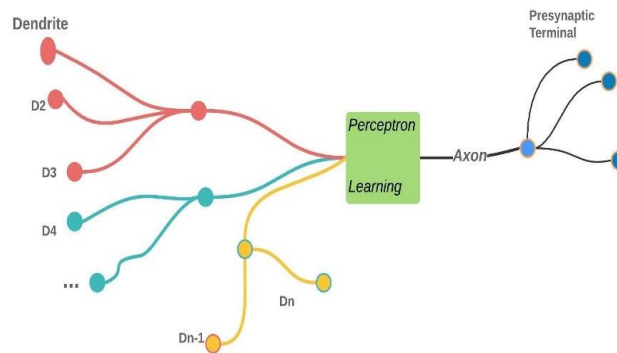 Dendrite
Presynaptic
Terminal
D2
Perceptron
Axon
D3
Learning
D4
...
Dn
Dn-1